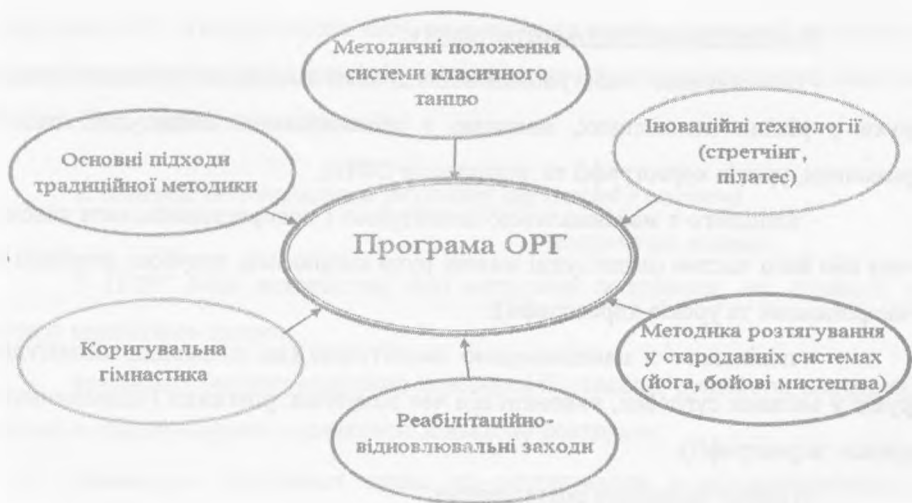 Методичні положення
системи класичного
танцю
Іноваційні технології
(стретчінг,
пілатес)
Основні підходи
традиційної методики
Програма ОРГ
Коригувальна
гімнастика
Методика розтягування
у стародавніх системах
(йога, бойові мистецтва)
Реабілітаційно-
відновлювальні заходи